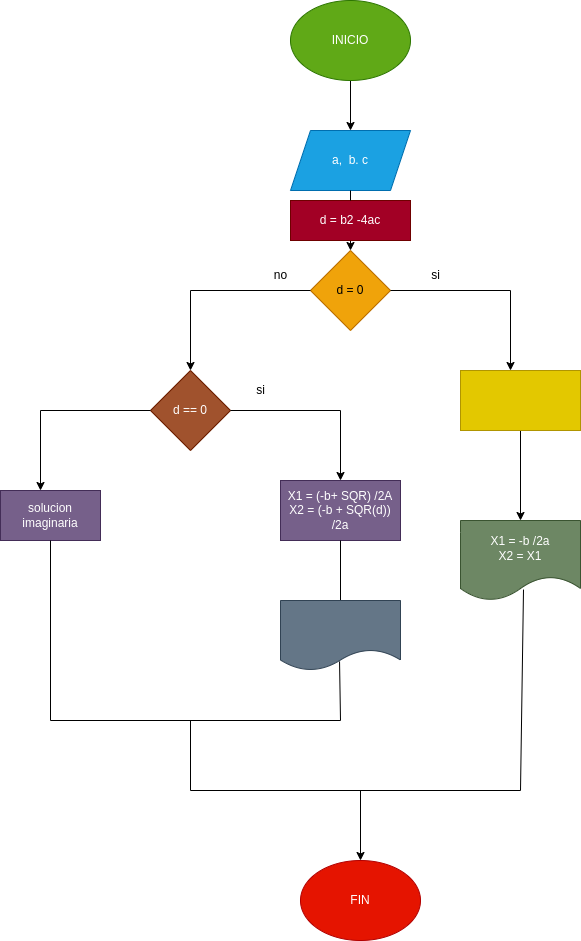 INICIO
a,  b. c
d = b2 -4ac
no
si
d = 0
d == 0
si
solucion
imaginaria
X1 = (-b+ SQR) /2A
X2 = (-b + SQR(d))
/2a
X1 = -b /2a
X2 = X1
FIN